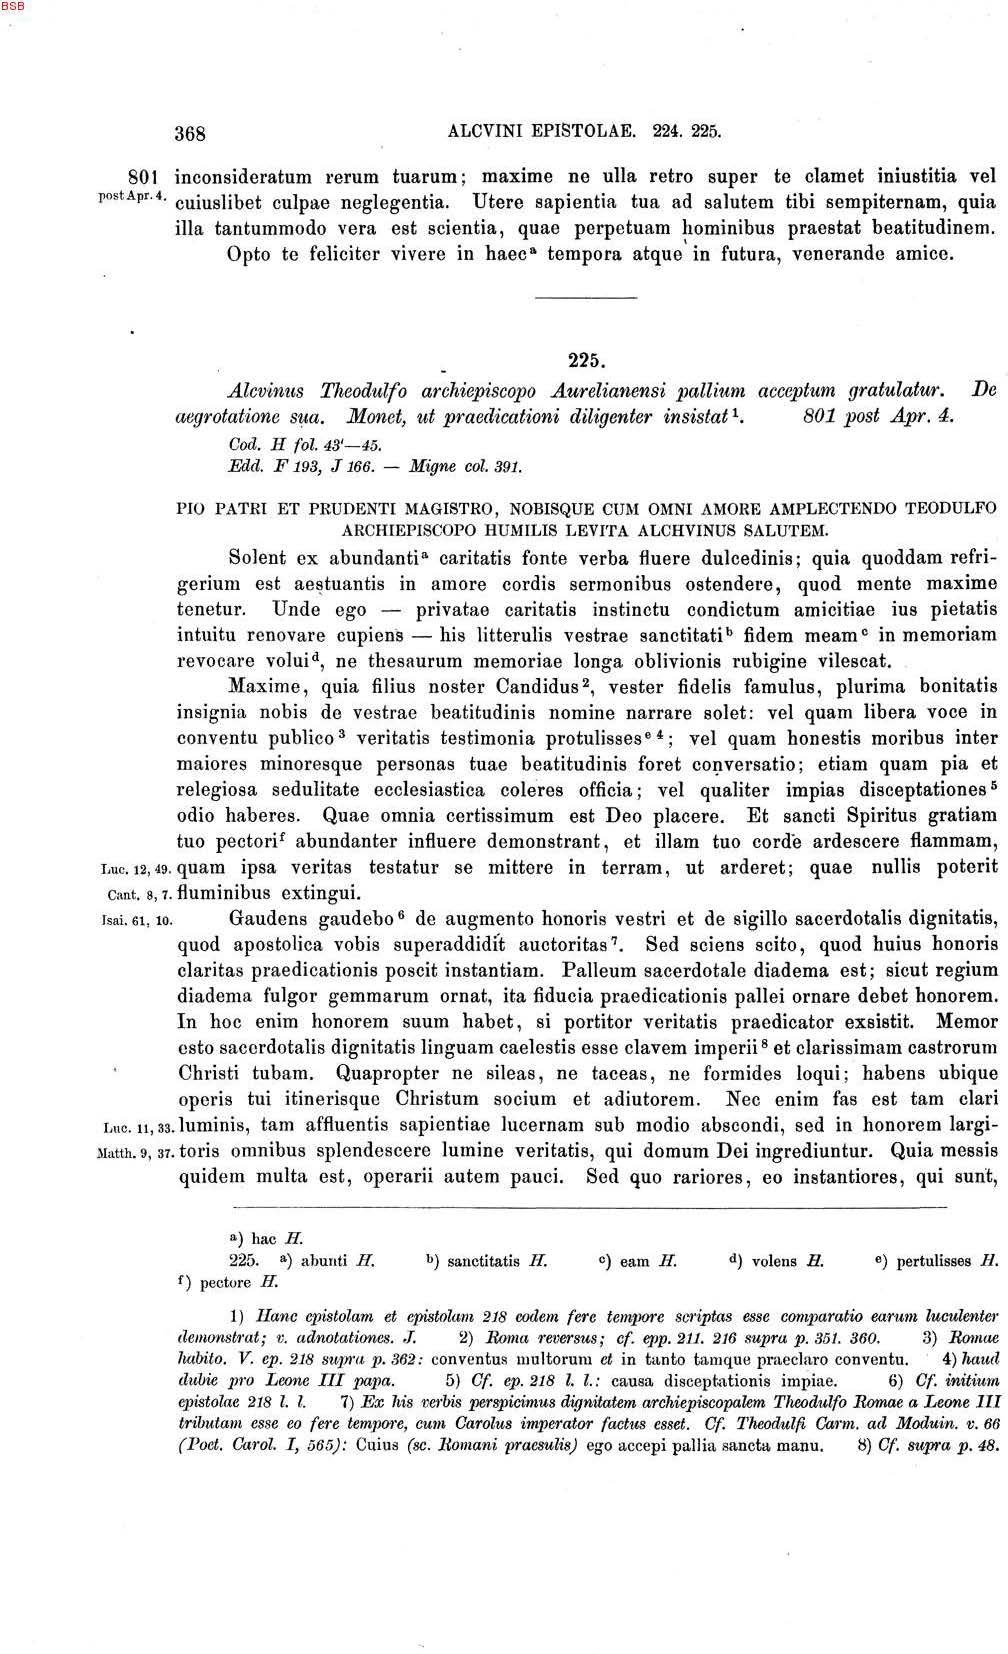 BSB
368 ALCVINI EPISTOLAE. 224. 225.
801 inconsideratum rerum tuarum; maxime ne ulla retro super te clamet iniustitia vel
post Apr. 4. cuiuslibet culpae neglegentia. Utere sapientia tua ad salutem tibi sempiternam, quia
illa tantummodo vera est scientia, quae perpetuam hominibus praestat beatitudinem.
Opto te feliciter vivere in haecᵃ tempora atque in futura, venerande amice.
225.
Alcvinus Theodulfo archiepiscopo Aurelianensi pallium acceptum gratulatur. De
aegrotatione sua. Monet, ut praedicationi diligenter insistat¹. 801 post Apr. 4.
Cod. H fol. 43'—45.
Edd. F 193, J 166. — Migne col. 391.
PIO PATRI ET PRUDENTI MAGISTRO, NOBISQUE CUM OMNI AMORE AMPLECTENDO TEODULFO
ARCHIEPISCOPO HUMILIS LEVITA ALCHVINUS SALUTEM.
Solent ex abundantiᵃ caritatis fonte verba fluere dulcedinis; quia quoddam refri-
gerium est aestuantis in amore cordis sermonibus ostendere, quod mente maxime
tenetur. Unde ego — privatae caritatis instinctu condictum amicitiae ius pietatis
intuitu renovare cupiens — his litterulis vestrae sanctitatiᵇ fidem meamᶜ in memoriam
revocare voluiᵈ, ne thesaurum memoriae longa oblivionis rubigine vilescat.
Maxime, quia filius noster Candidus², vester fidelis famulus, plurima bonitatis
insignia nobis de vestrae beatitudinis nomine narrare solet: vel quam libera voce in
conventu publico³ veritatis testimonia protulissesᵉ⁴; vel quam honestis moribus inter
maiores minoresque personas tuae beatitudinis foret conversatio; etiam quam pia et
relegiosa sedulitate ecclesiastica coleres officia; vel qualiter impias disceptationes⁵
odio haberes. Quae omnia certissimum est Deo placere. Et sancti Spiritus gratiam
tuo pectoriᶠ abundanter influere demonstrant, et illam tuo corde ardescere flammam,
Luc. 12, 49. quam ipsa veritas testatur se mittere in terram, ut arderet; quae nullis poterit
Cant. 8, 7. fluminibus extingui.
Isai. 61, 10. Gaudens gaudebo⁶ de augmento honoris vestri et de sigillo sacerdotalis dignitatis,
quod apostolica vobis superaddidit auctoritas⁷. Sed sciens scito, quod huius honoris
claritas praedicationis poscit instantiam. Palleum sacerdotale diadema est; sicut regium
diadema fulgor gemmarum ornat, ita fiducia praedicationis pallei ornare debet honorem.
In hoc enim honorem suum habet, si portitor veritatis praedicator exsistit. Memor
esto sacerdotalis dignitatis linguam caelestis esse clavem imperii⁸ et clarissimam castrorum
Christi tubam. Quapropter ne sileas, ne taceas, ne formides loqui; habens ubique
operis tui itinerisque Christum socium et adiutorem. Nec enim fas est tam clari
Luc. 11, 33. luminis, tam affluentis sapientiae lucernam sub modio abscondi, sed in honorem largi-
Matth. 9, 37. toris omnibus splendescere lumine veritatis, qui domum Dei ingrediuntur. Quia messis
quidem multa est, operarii autem pauci. Sed quo rariores, eo instantiores, qui sunt,
ᵃ) hac H.
225. ᵃ) abunti H. ᵇ) sanctitatis H. ᶜ) eam H. ᵈ) volens H. ᵉ) pertulisses H.
ᶠ) pectore H.
1) Hanc epistolam et epistolam 218 eodem fere tempore scriptas esse comparatio earum luculenter
demonstrat; v. adnotationes. J. 2) Roma reversus; cf. epp. 211. 216 supra p. 351. 360. 3) Romae
habito. V. ep. 218 supra p. 362: conventus multorum et in tanto tamque praeclaro conventu. 4) haud
dubie pro Leone III papa. 5) Cf. ep. 218 l. l.: causa disceptationis impiae. 6) Cf. initium
epistolae 218 l. l. 7) Ex his verbis perspicimus dignitatem archiepiscopalem Theodulfo Romae a Leone III
tributam esse eo fere tempore, cum Carolus imperator factus esset. Cf. Theodulfi Carm. ad Moduin. v. 66
(Poet. Carol. I, 565): Cuius (sc. Romani praesulis) ego accepi pallia sancta manu. 8) Cf. supra p. 48.